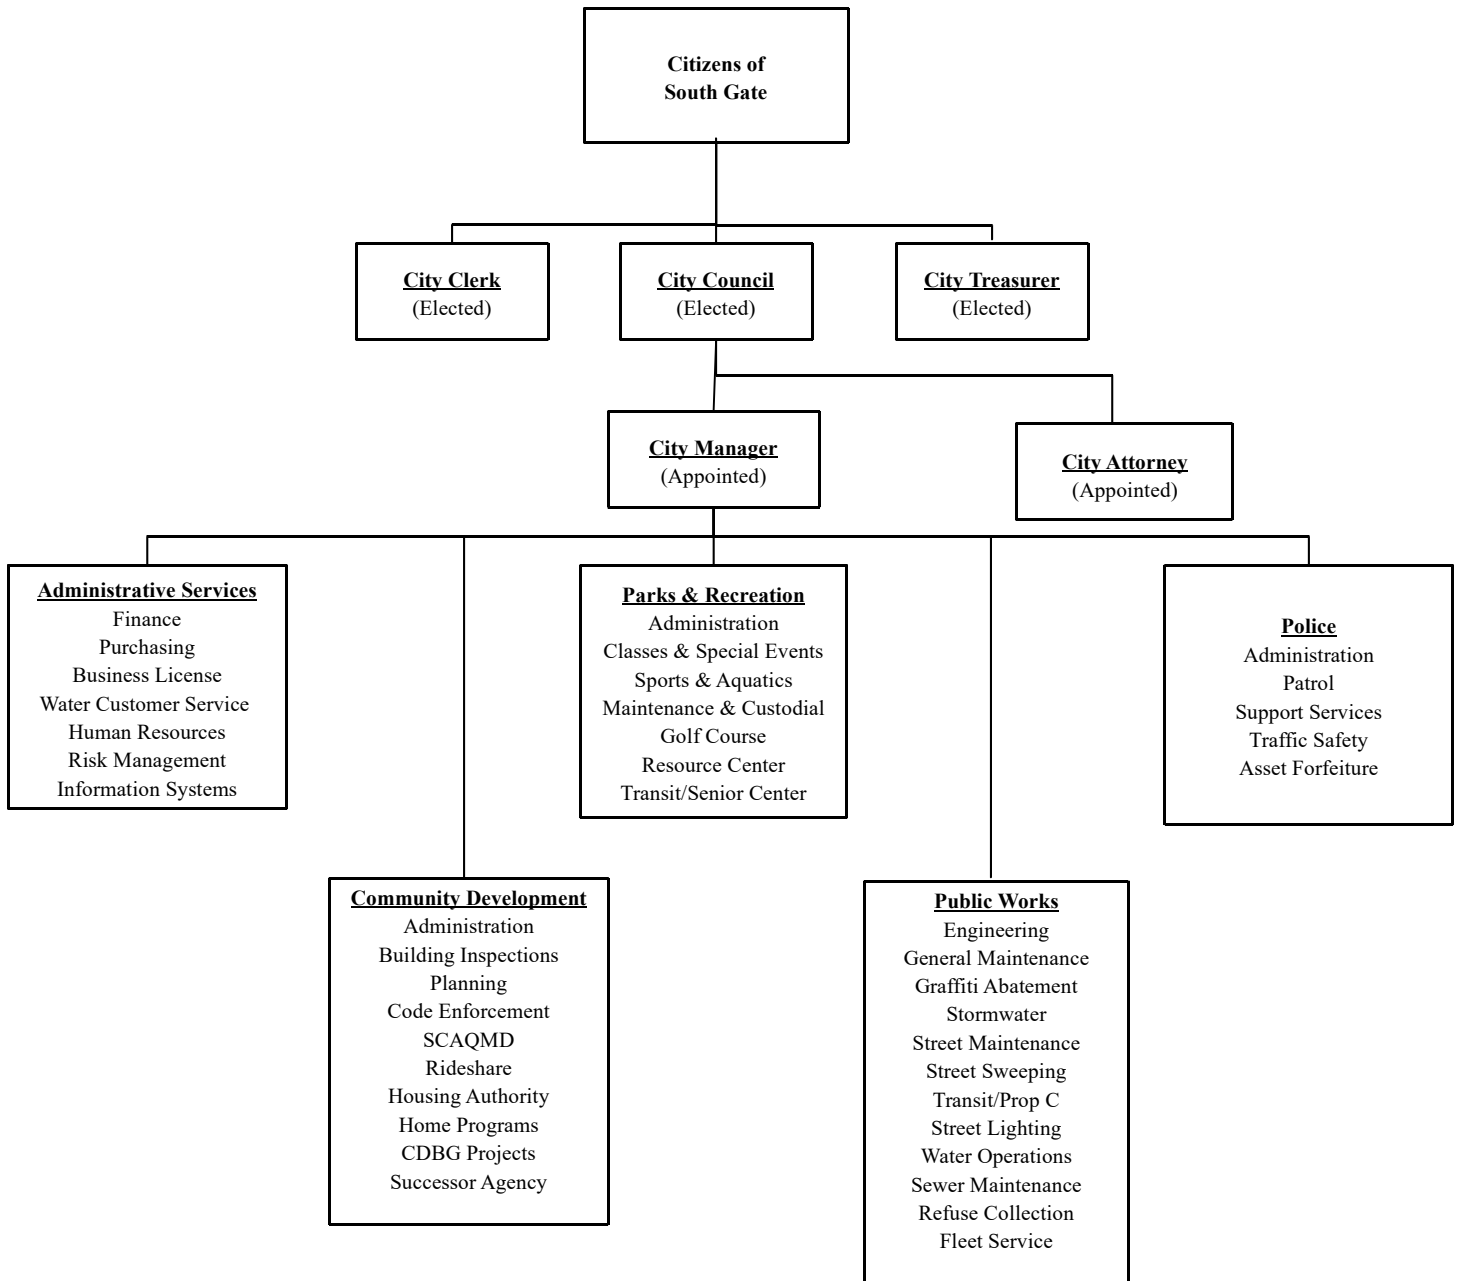 Citizens of
South Gate
City Clerk
(Elected)
City Council
(Elected)
City Treasurer
(Elected)
City Manager
(Appointed)
City Attorney
(Appointed)
Administrative Services
Finance
Purchasing
Business License
Water Customer Service
Human Resources
Risk Management
Information Systems
Parks & Recreation
Administration
Classes & Special Events
Sports & Aquatics
Maintenance & Custodial
Golf Course
Resource Center
Transit/Senior Center
Police
Administration
Patrol
Support Services
Traffic Safety
Asset Forfeiture
Community Development
Administration
Building Inspections
Planning
Code Enforcement
SCAQMD
Rideshare
Housing Authority
Home Programs
CDBG Projects
Successor Agency
Public Works
Engineering
General Maintenance
Graffiti Abatement
Stormwater
Street Maintenance
Street Sweeping
Transit/Prop C
Street Lighting
Water Operations
Sewer Maintenance
Refuse Collection
Fleet Service